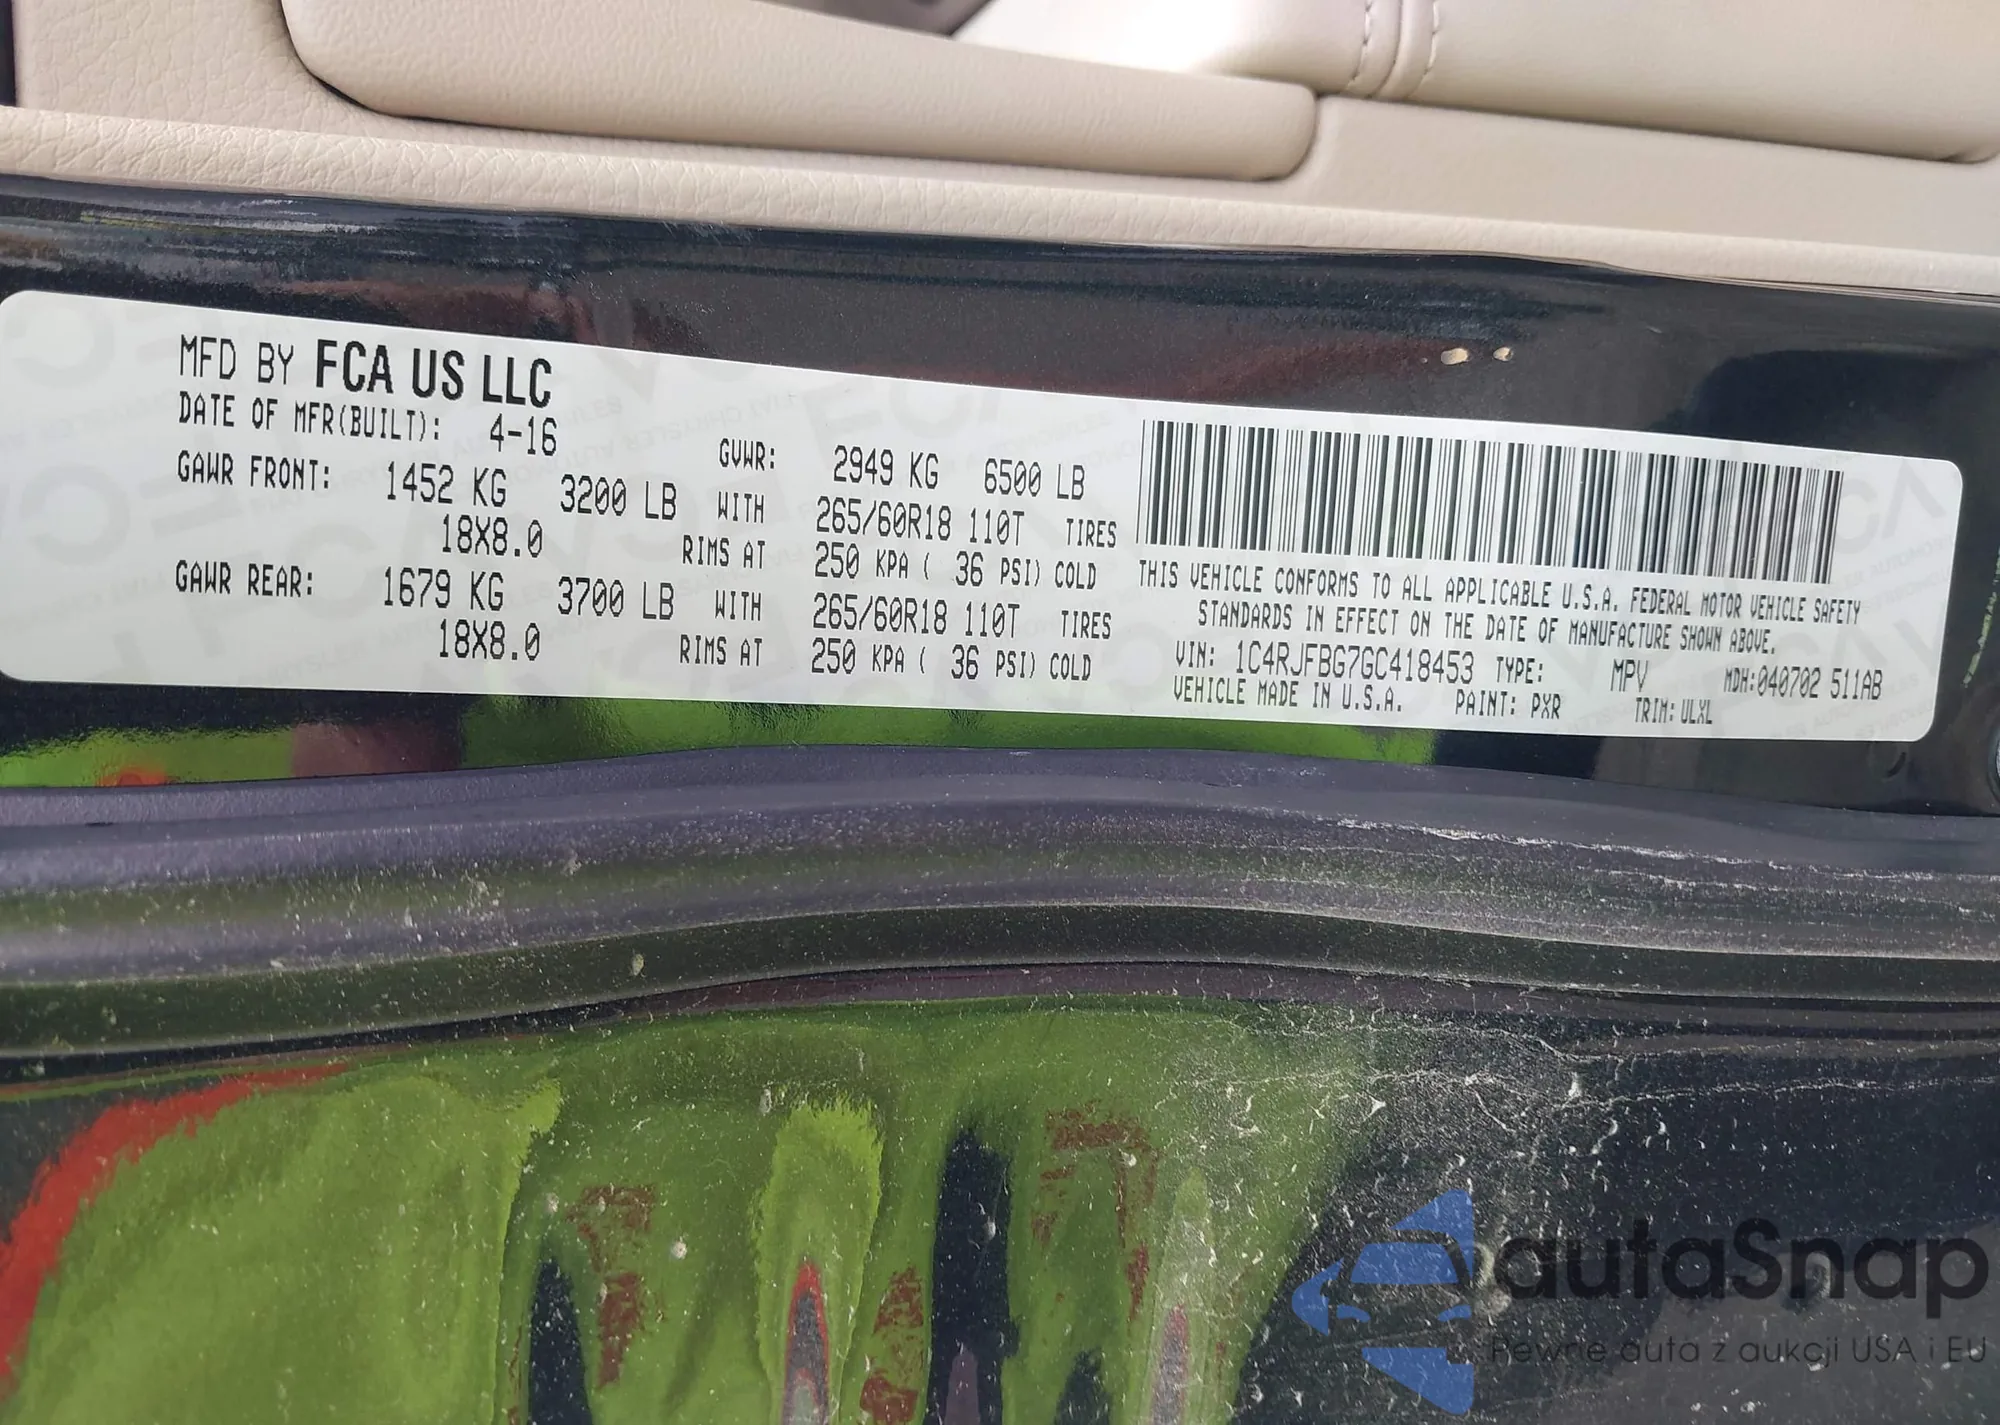 MFD BY FCA US LLC
DATE OF MFR(BUILT): 4-16 GVWR: 2949 KG 6500 LB
GAWR FRONT: 1452 KG 3200 LB WITH 265/60R18 110T TIRES
18X8.0 RIMS AT 250 KPA ( 36 PSI) COLD
GAWR REAR: 1679 KG 3700 LB WITH 265/60R18 110T TIRES
18X8.0 RIMS AT 250 KPA ( 36 PSI) COLD
THIS VEHICLE CONFORMS TO ALL APPLICABLE U.S.A. FEDERAL MOTOR VEHICLE SAFETY
STANDARDS IN EFFECT ON THE DATE OF MANUFACTURE SHOWN ABOVE.
VIN: 1C4RJFBG7GC418453 TYPE: MPV MDH:040702 511AB
VEHICLE MADE IN U.S.A. PAINT: PXR TRIM: ULXL
autaSnap
Pewne auta z aukcji USA i EU